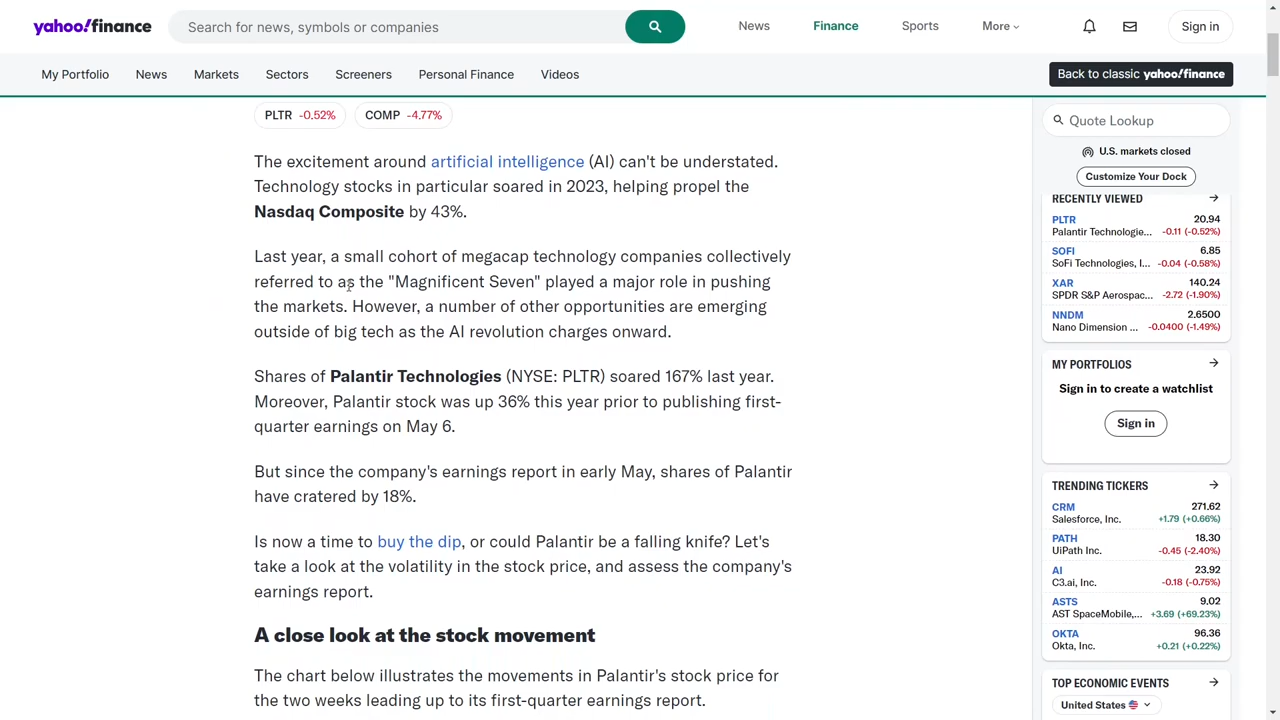 yahoo!finance
Search for news, symbols or companies
News
Finance
Sports
More
Sign in
My Portfolio
News
Markets
Sectors
Screeners
Personal Finance
Videos
Back to classic yahoo!finance
PLTR -0.52%
COMP -4.77%
The excitement around artificial intelligence (AI) can't be understated.
Technology stocks in particular soared in 2023, helping propel the
Nasdaq Composite by 43%.
Last year, a small cohort of megacap technology companies collectively
referred to as the "Magnificent Seven" played a major role in pushing
the markets. However, a number of other opportunities are emerging
outside of big tech as the AI revolution charges onward.
Shares of Palantir Technologies (NYSE: PLTR) soared 167% last year.
Moreover, Palantir stock was up 36% this year prior to publishing first-
quarter earnings on May 6.
But since the company's earnings report in early May, shares of Palantir
have cratered by 18%.
Is now a time to buy the dip, or could Palantir be a falling knife? Let's
take a look at the volatility in the stock price, and assess the company's
earnings report.
A close look at the stock movement
The chart below illustrates the movements in Palantir's stock price for
the two weeks leading up to its first-quarter earnings report.
Quote Lookup
U.S. markets closed
Customize Your Dock
RECENTLY VIEWED
PLTR 20.94
Palantir Technologie... -0.11 (-0.52%)
SOFI 6.85
SoFi Technologies, I... -0.04 (-0.58%)
XAR 140.24
SPDR S&P Aerospac... -2.72 (-1.90%)
NNDM 2.6500
Nano Dimension ... -0.0400 (-1.49%)
MY PORTFOLIOS
Sign in to create a watchlist
Sign in
TRENDING TICKERS
CRM 271.62
Salesforce, Inc. +1.79 (+0.66%)
PATH 18.30
UiPath Inc. -0.45 (-2.40%)
AI 23.92
C3.ai, Inc. -0.18 (-0.75%)
ASTS 9.02
AST SpaceMobile,... +3.69 (+69.23%)
OKTA 96.36
Okta, Inc. +0.21 (+0.22%)
TOP ECONOMIC EVENTS
United States